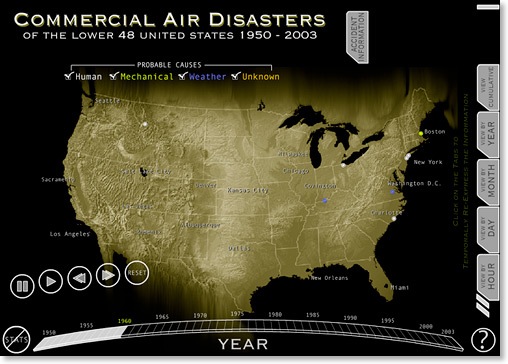 COMMERCIAL AIR DISASTERS
OF THE LOWER 48 UNITED STATES 1950 - 2003
ACCIDENT
INFORMATION
PROBABLE CAUSES
Human Mechanical Weather Unknown
VIEW
CUMULATIVE
VIEW BY
YEAR
VIEW BY
MONTH
VIEW BY
DAY
VIEW BY
HOUR
CLICK ON THE TABS TO
TEMPORALLY RE-EXPRESS THE INFORMATION
Seattle
Boston
Milwaukee
New York
Salt Lake City
Chicago
Sacramento
Denver
Covington
Washington D.C.
Kansas City
Charlotte
Albuquerque
Los Angeles
Phoenix
Dallas
New Orleans
Miami
RESET
STATS
1950 1955 1960 1965 1970 1975 1980 1985 1990 1995 2000 2003
YEAR
?